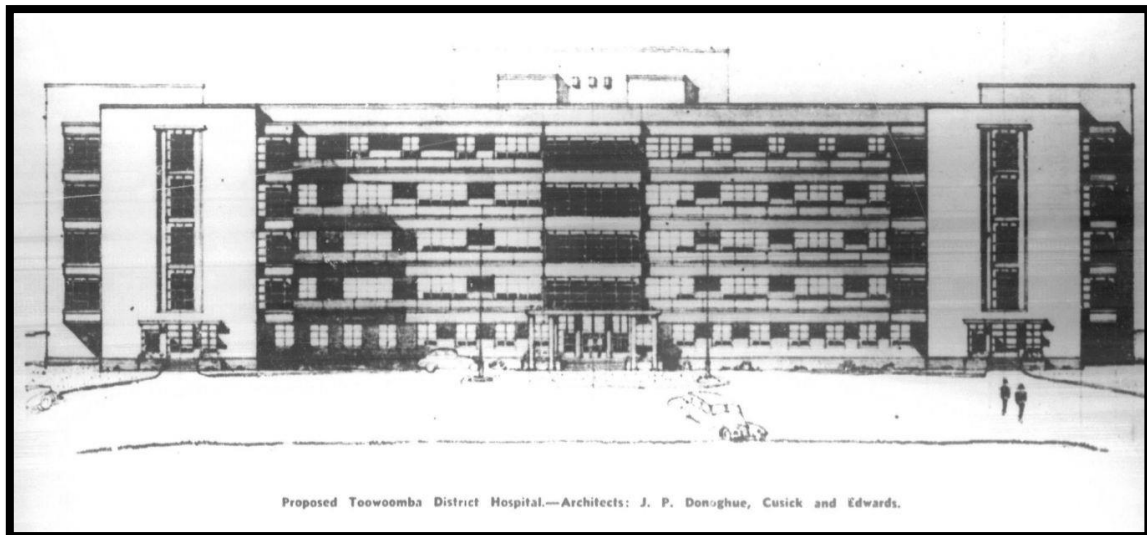 Proposed Toowoomba District Hospital.—Architects: J. P. Donoghue, Cusick and Edwards.